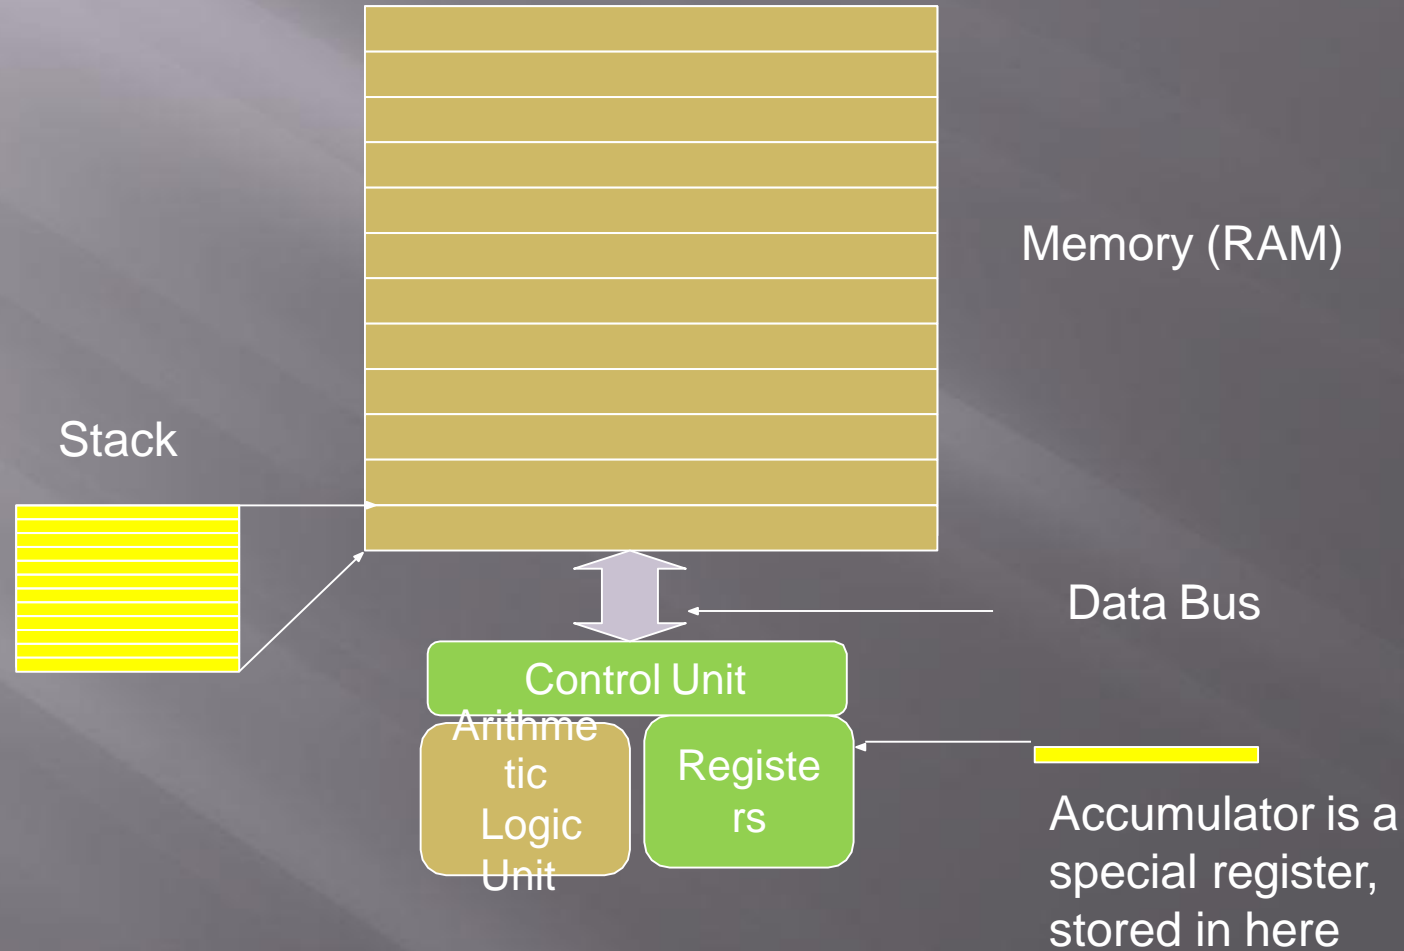 Memory (RAM)
Stack
Data Bus
Control Unit
Arithme
tic
Logic
Unit
Registe
rs
Accumulator is a
special register,
stored in here